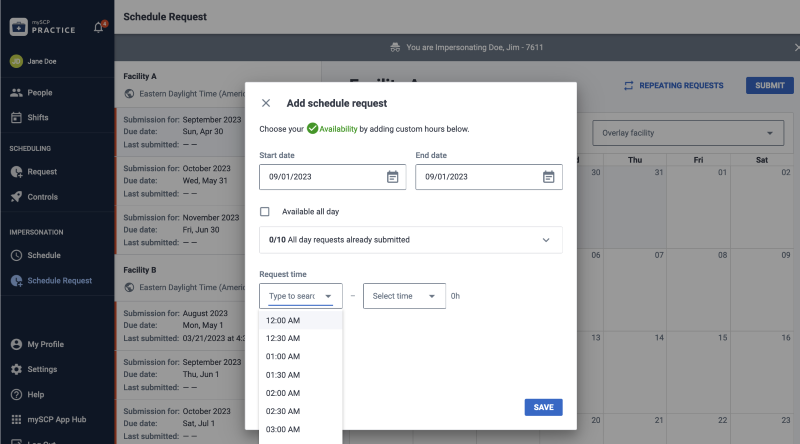 mySCP
PRACTICE
4
JD
Jane Doe
People
Shifts
SCHEDULING
Request
Controls
IMPERSONATION
Schedule
Schedule Request
My Profile
Settings
Help
mySCP App Hub
Log Out
Schedule Request
You are Impersonating Doe, Jim - 7611
Facility A
Eastern Daylight Time (Americ
Submission for: September 2023
Due date: Sun, Apr 30
Last submitted: — —
Submission for: October 2023
Due date: Wed, May 31
Last submitted: — —
Submission for: November 2023
Due date: Fri, Jun 30
Last submitted: — —
Facility B
Eastern Daylight Time (Americ
Submission for: August 2023
Due date: Mon, May 1
Last submitted: 03/21/2023 at 4:3
Submission for: September 2023
Due date: Thu, Jun 1
Last submitted: — —
Submission for: October 2023
Due date: Sat, Jul 1
Last submitted: — —
REPEATING REQUESTS
SUBMIT
Overlay facility
Thu Fri Sat
30 31 01 02
06 07 08 09
13 14 15 16
20 21 22 23
Add schedule request
Choose your Availability by adding custom hours below.
Start date End date
09/01/2023 09/01/2023
Available all day
0/10 All day requests already submitted
Request time
Type to searc – Select time 0h
12:00 AM
12:30 AM
01:00 AM
01:30 AM
02:00 AM
02:30 AM
03:00 AM
SAVE